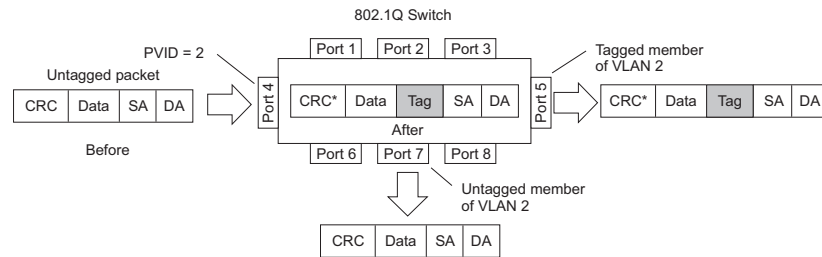 802.1Q Switch
PVID = 2
Port 1
Port 2
Port 3
Tagged member
of VLAN 2
Untagged packet
CRC
Data
SA
DA
Before
Port 4
CRC*
Data
Tag
SA
DA
After
Port 5
CRC*
Data
Tag
SA
DA
Port 6
Port 7
Port 8
Untagged member
of VLAN 2
CRC
Data
SA
DA